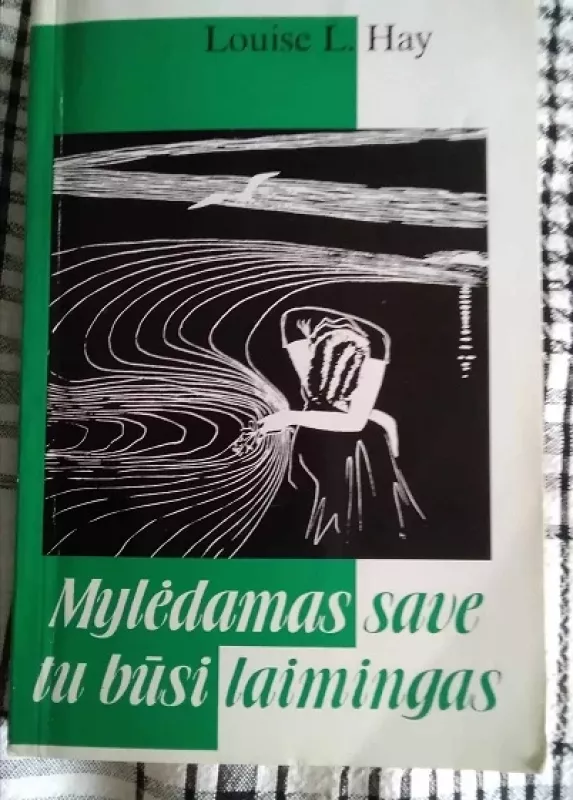 Louise L. Hay
Mylėdamas save
tu būsi laimingas